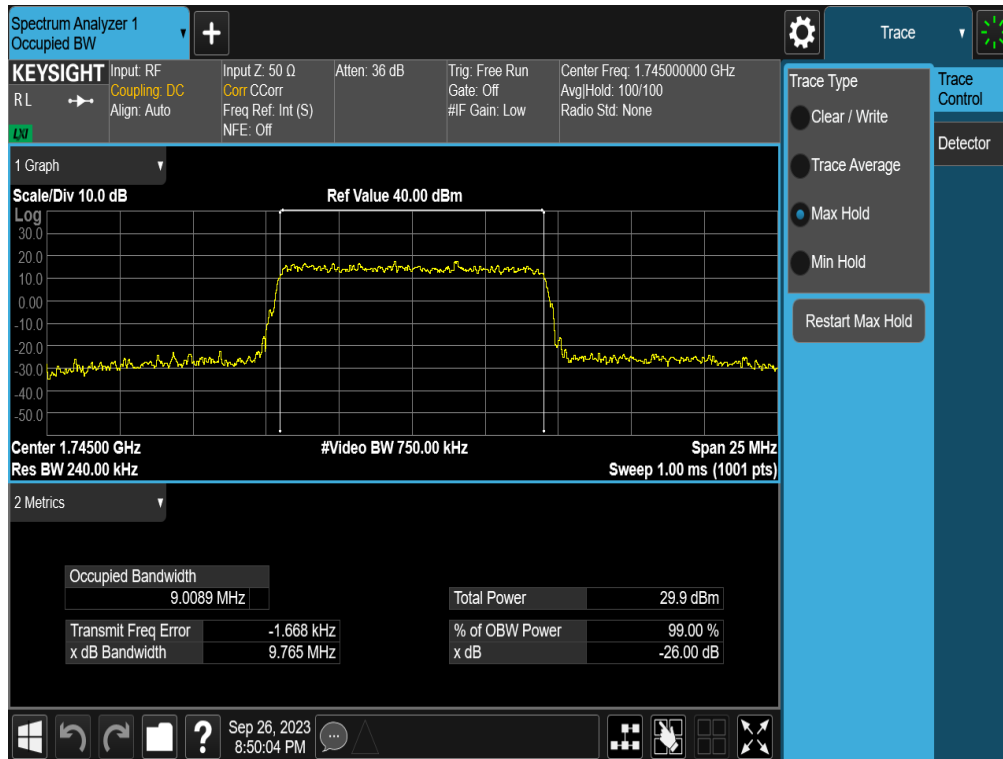 Spectrum Analyzer 1
Occupied BW
+
Trace
KEYSIGHT
RL
LXI
Input: RF
Coupling: DC
Align: Auto
Input Z: 50 Ω
Corr CCorr
Freq Ref: Int (S)
NFE: Off
Atten: 36 dB
Trig: Free Run
Gate: Off
#IF Gain: Low
Center Freq: 1.745000000 GHz
Avg|Hold: 100/100
Radio Std: None
Trace Type
Clear / Write
Trace Average
Max Hold
Min Hold
Restart Max Hold
Trace
Control
Detector
1 Graph
Scale/Div 10.0 dB
Ref Value 40.00 dBm
Log
30.0
20.0
10.0
0.00
-10.0
-20.0
-30.0
-40.0
-50.0
Center 1.74500 GHz
#Video BW 750.00 kHz
Span 25 MHz
Res BW 240.00 kHz
Sweep 1.00 ms (1001 pts)
2 Metrics
Occupied Bandwidth
9.0089 MHz
Total Power 29.9 dBm
Transmit Freq Error -1.668 kHz
% of OBW Power 99.00 %
x dB Bandwidth 9.765 MHz
x dB -26.00 dB
?
Sep 26, 2023
8:50:04 PM